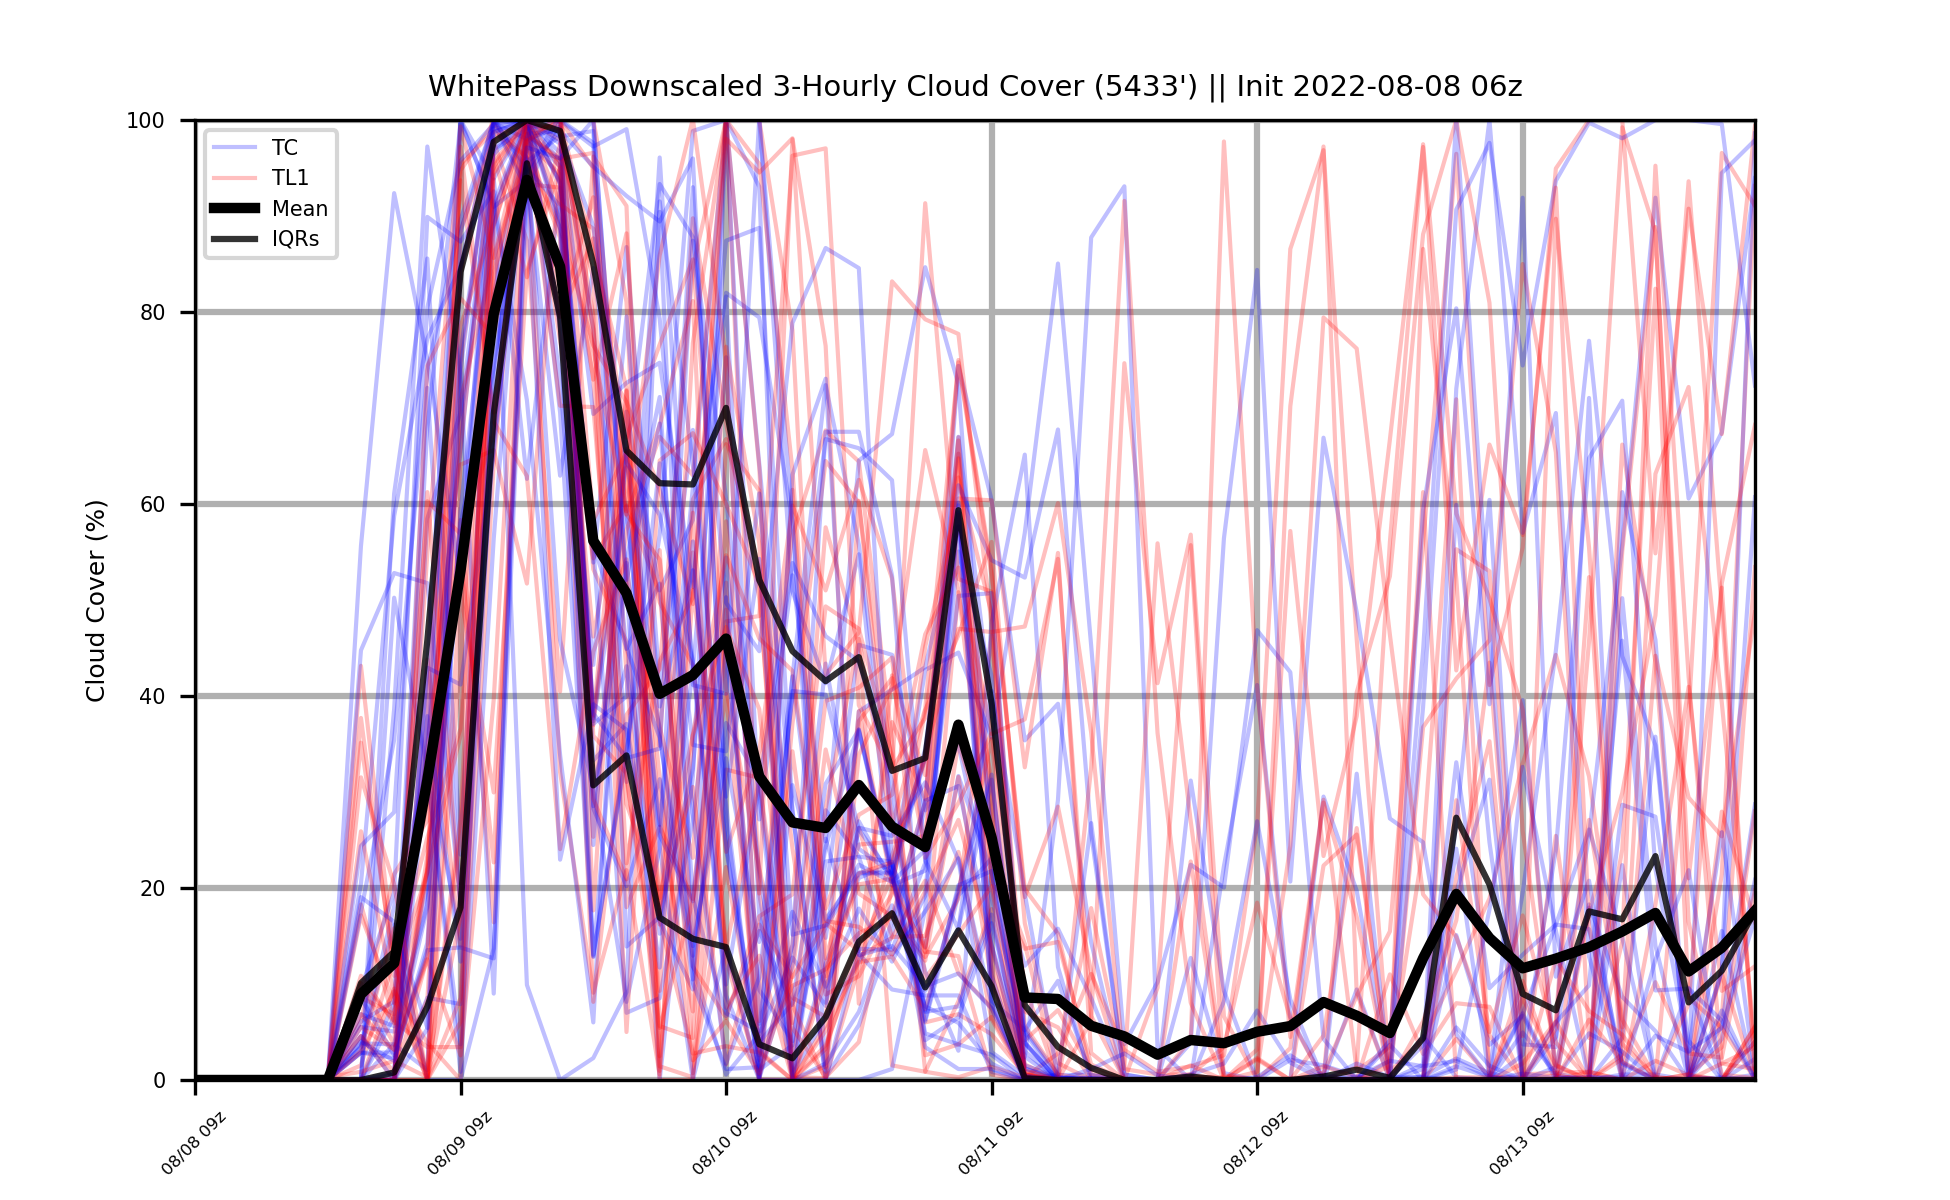 WhitePass Downscaled 3-Hourly Cloud Cover (5433') || Init 2022-08-08 06z
100
80
60
40
20
0
Cloud Cover (%)
TC
TL1
Mean
IQRs
08/08 09z
08/09 09z
08/10 09z
08/11 09z
08/12 09z
08/13 09z